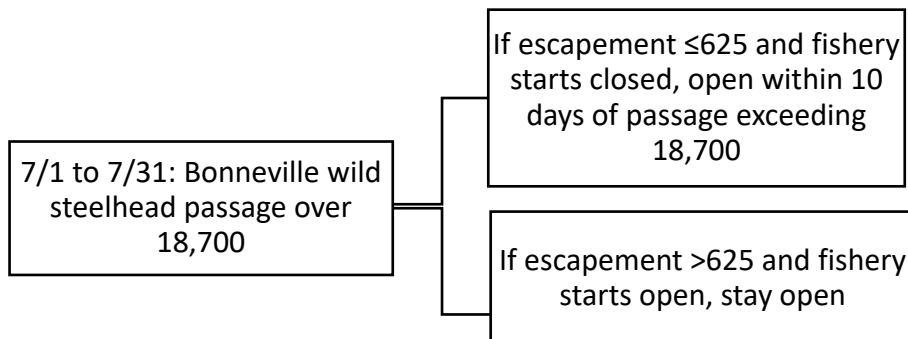 If escapement ≤625 and fishery
starts closed, open within 10
days of passage exceeding
18,700
7/1 to 7/31: Bonneville wild
steelhead passage over
18,700
If escapement >625 and fishery
starts open, stay open